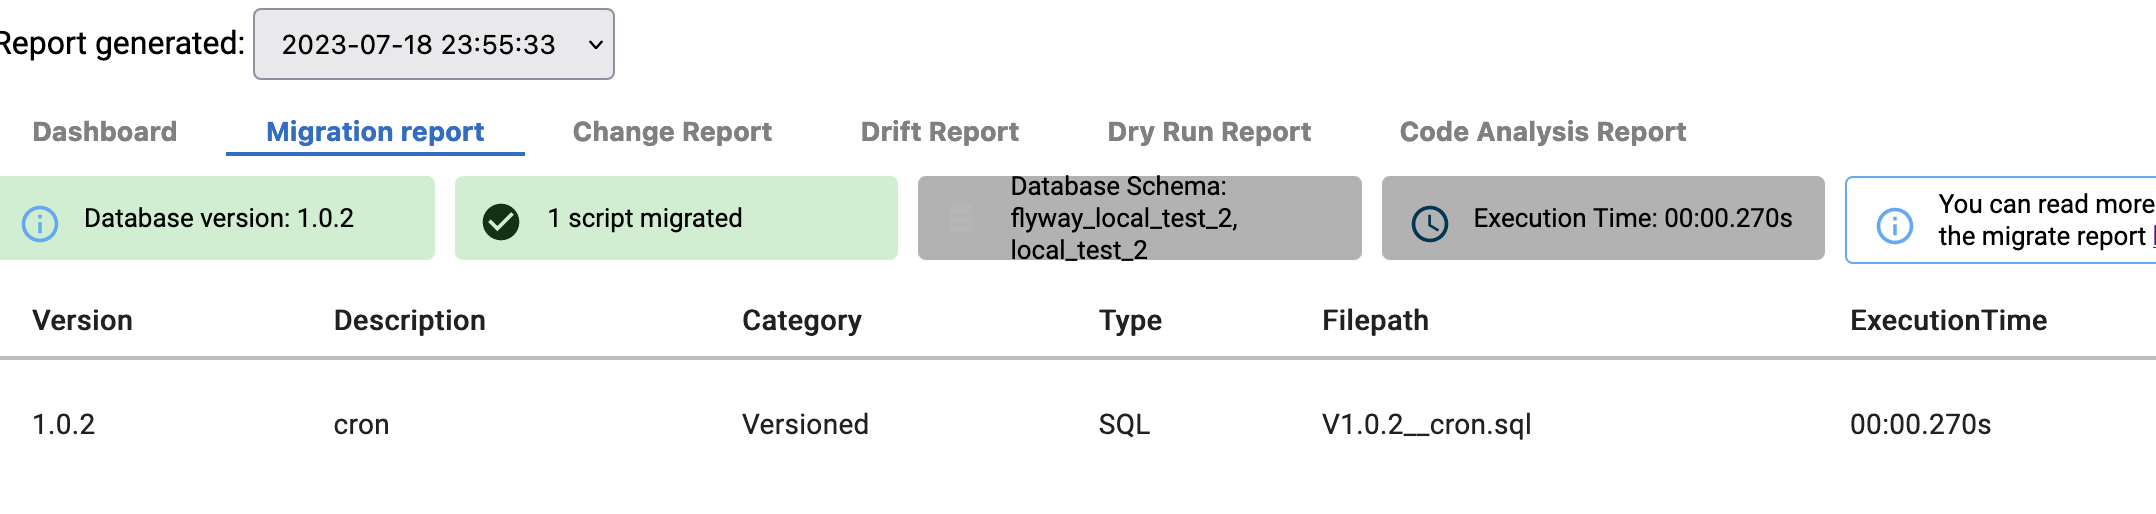 Report generated: 2023-07-18 23:55:33
Dashboard Migration report Change Report Drift Report Dry Run Report Code Analysis Report
Database version: 1.0.2
1 script migrated
Database Schema:
flyway_local_test_2,
local_test_2
Execution Time: 00:00.270s
You can read more
the migrate report
Version Description Category Type Filepath ExecutionTime
1.0.2 cron Versioned SQL V1.0.2__cron.sql 00:00.270s